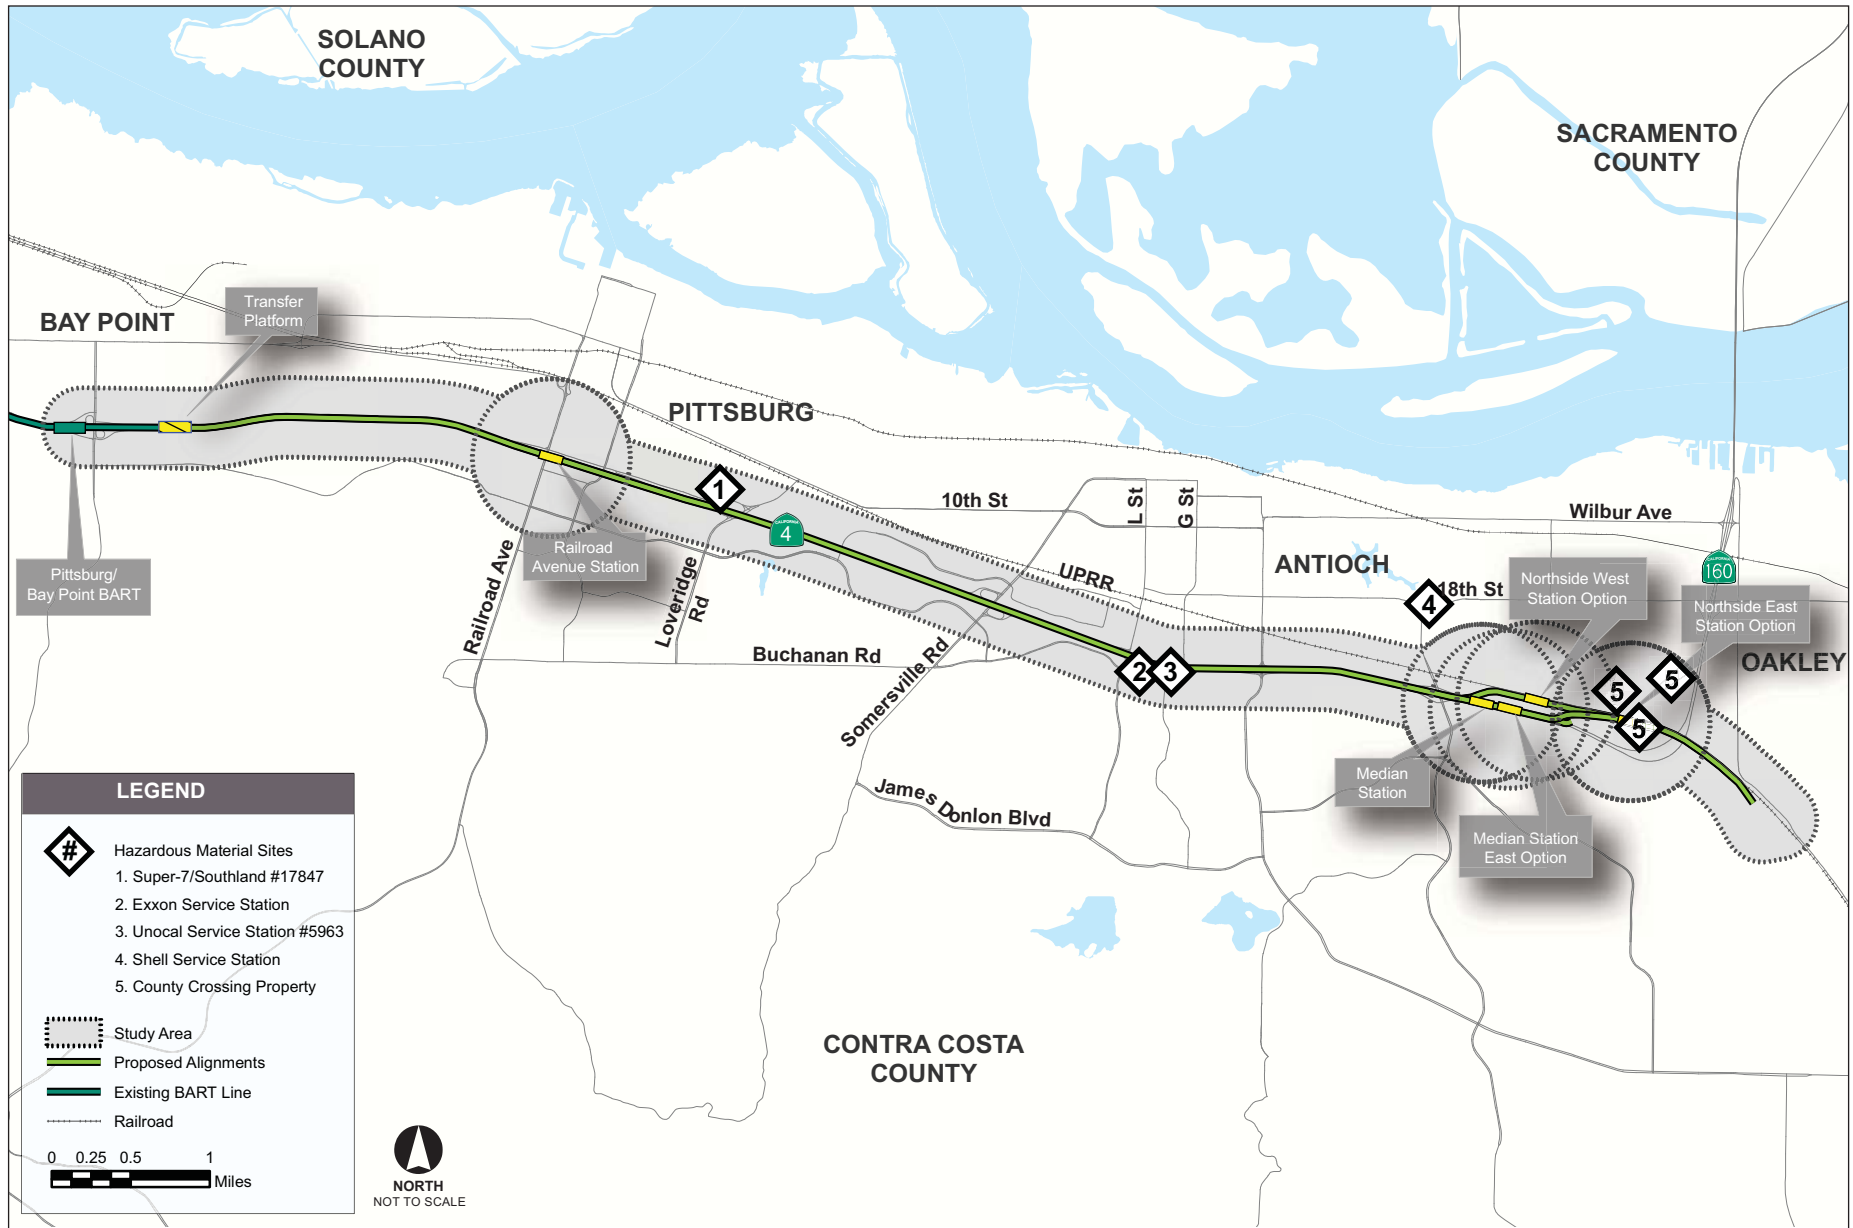 SOLANO
COUNTY
SACRAMENTO
COUNTY
Transfer
Platform
BAY POINT
PITTSBURG
1
10th St
L St
G St
Wilbur Ave
CALIFORNIA
4
Railroad
Avenue Station
Pittsburg/
Bay Point BART
Railroad Ave
Loveridge
Rd
UPRR
ANTIOCH
4
18th St
Northside West
Station Option
CALIFORNIA
160
Northside East
Station Option
OAKLEY
Buchanan Rd
Somersville Rd
2
3
5
5
5
Median
Station
James Donlon Blvd
Median Station
East Option
LEGEND
#
Hazardous Material Sites
1. Super-7/Southland #17847
2. Exxon Service Station
3. Unocal Service Station #5963
4. Shell Service Station
5. County Crossing Property
Study Area
Proposed Alignments
Existing BART Line
Railroad
0 0.25 0.5 1
Miles
NORTH
NOT TO SCALE
CONTRA COSTA
COUNTY